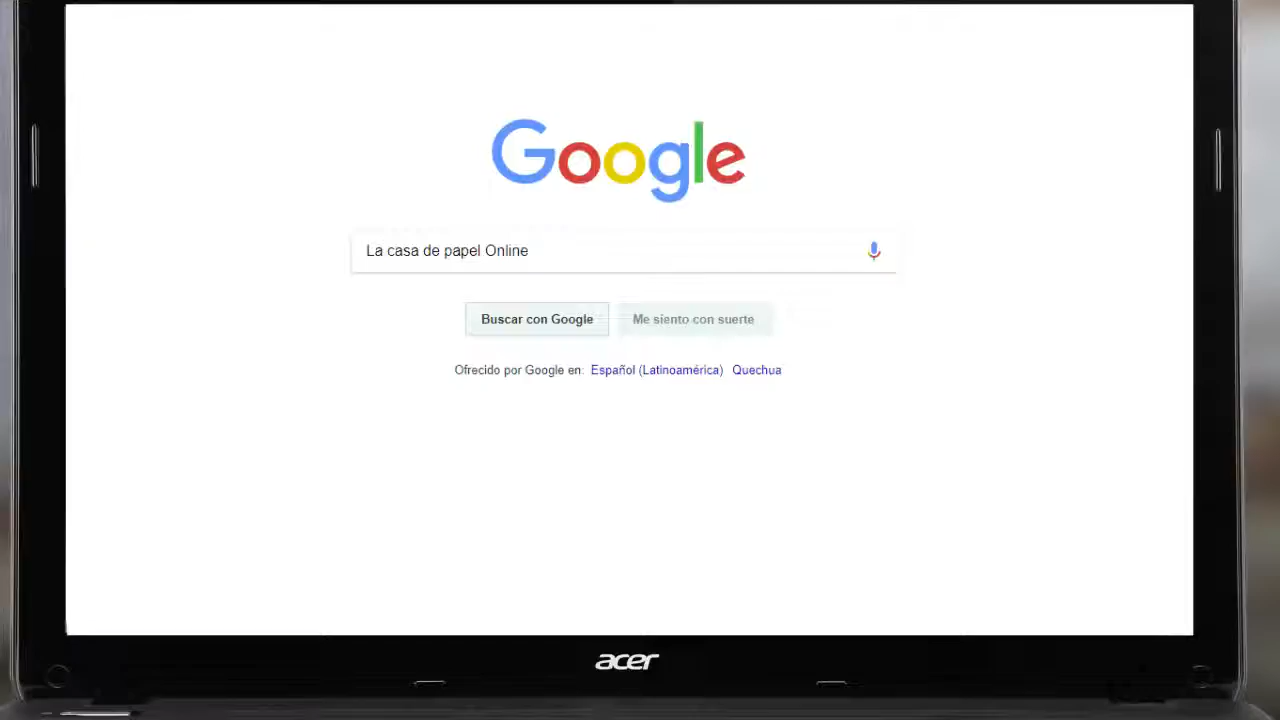 Google
La casa de papel Online
Buscar con Google Me siento con suerte
Ofrecido por Google en: Español (Latinoamérica) Quechua
acer